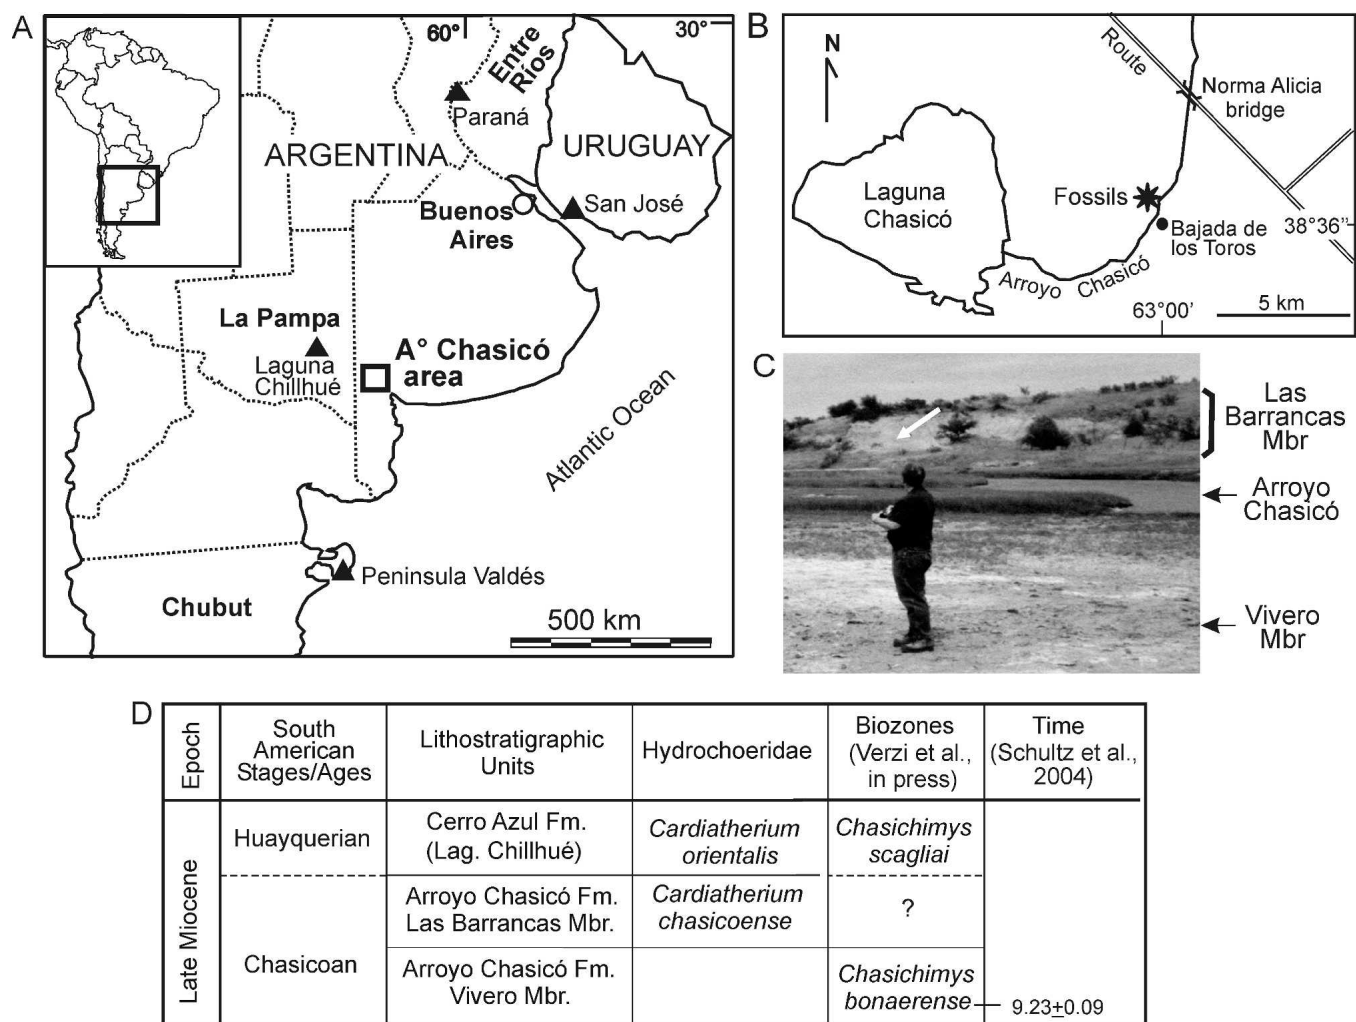 A
60°
30°
Entre
Ríos
Paraná
ARGENTINA
URUGUAY
San José
Buenos
Aires
La Pampa
Laguna
Chillhué
A° Chasicó
area
Atlantic Ocean
Peninsula Valdés
Chubut
500 km
B
N
Route
Norma Alicia
bridge
Laguna
Chasicó
Fossils
38°36''
Bajada de
los Toros
Arroyo Chasicó
63°00'
5 km
C
Las
Barrancas
Mbr
Arroyo
Chasicó
Vivero
Mbr
D
Epoch
South
American
Stages/Ages
Lithostratigraphic
Units
Hydrochoeridae
Biozones
(Verzi et al.,
in press)
Time
(Schultz et al.,
2004)
Late Miocene
Huayquerian
Cerro Azul Fm.
(Lag. Chillhué)
Cardiatherium
orientalis
Chasichimys
scagliai
Chasicoan
Arroyo Chasicó Fm.
Las Barrancas Mbr.
Cardiatherium
chasicoense
?
Arroyo Chasicó Fm.
Vivero Mbr.
Chasichimys
bonaerense
9.23±0.09